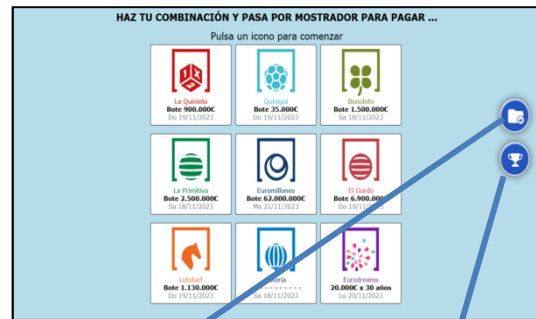 HAZ TU COMBINACIÓN Y PASA POR MOSTRADOR PARA PAGAR ...
Pulsa un icono para comenzar
1X2
La Quiniela
Bote 900.000€
Do 19/11/2023
Quinigol
Bote 35.000€
Do 19/11/2023
Bonoloto
Bote 1.500.000€
Sa 18/11/2023
La Primitiva
Bote 2.500.000€
Sa 18/11/2023
Euromillones
Bote 62.000.000€
Ma 21/11/2023
El Gordo
Bote 6.900.000€
Do 19/11/2023
Lototurf
Bote 1.130.000€
Do 19/11/2023
- - - - - - - - -
Sa 18/11/2023
Eurodreams
20.000€ x 30 años
Lu 20/11/2023